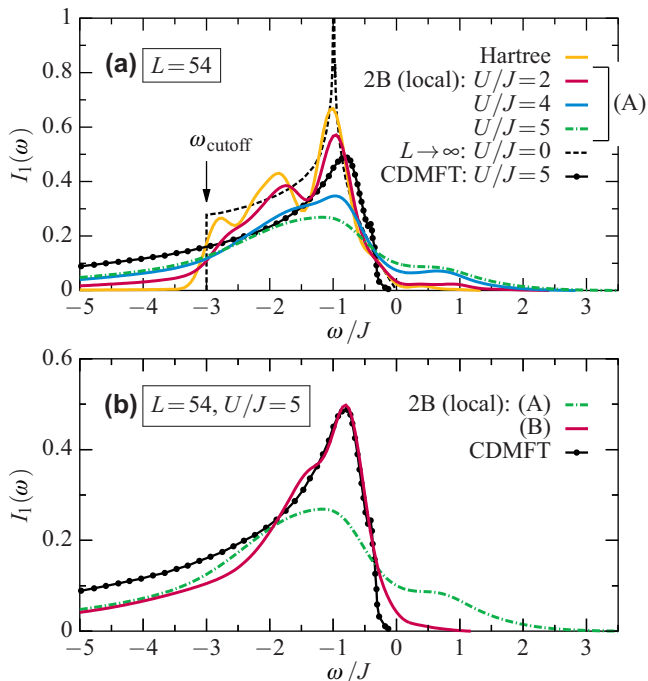 (a) L=54
Hartree
2B (local): U/J=2
U/J=4
U/J=5
(A)
L→∞: U/J=0
CDMFT: U/J=5
ω_cutoff
I₁(ω)
1
0.8
0.6
0.4
0.2
0
−5 −4 −3 −2 −1 0 1 2 3
ω/J
(b) L=54, U/J=5
2B (local): (A)
(B)
CDMFT
I₁(ω)
0.6
0.4
0.2
0
−5 −4 −3 −2 −1 0 1 2 3
ω/J